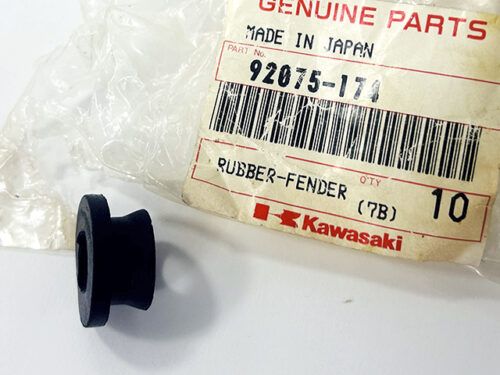 GENUINE PARTS
MADE IN JAPAN
PART No.
92075-174
RUBBER-FENDER
Q'TY
(7B) 10
Kawasaki